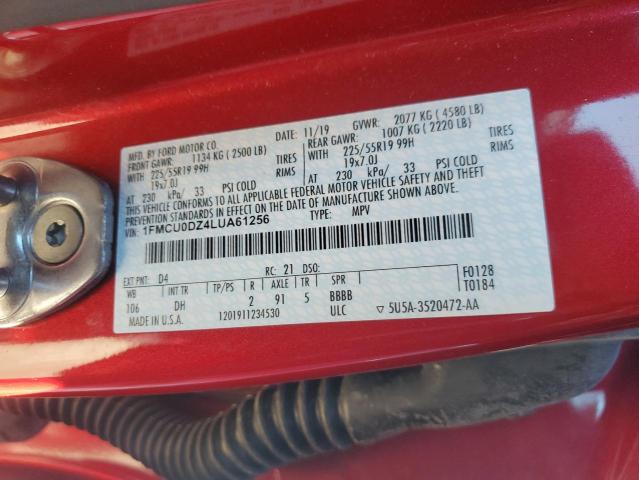 MFD. BY FORD MOTOR CO.
DATE: 11/19 GVWR: 2077 KG ( 4580 LB)
FRONT GAWR: 1134 KG ( 2500 LB) REAR GAWR: 1007 KG ( 2220 LB)
WITH 225/55R19 99H TIRES WITH 225/55R19 99H TIRES
19x7.0J RIMS 19x7.0J RIMS
AT 230 kPa/ 33 PSI COLD AT 230 kPa/ 33 PSI COLD
THIS VEHICLE CONFORMS TO ALL APPLICABLE FEDERAL MOTOR VEHICLE SAFETY AND THEFT
PREVENTION STANDARDS IN EFFECT ON THE DATE OF MANUFACTURE SHOWN ABOVE.
VIN: 1FMCU0DZ4LUA61256 TYPE: MPV
EXT PNT: D4 RC: 21 DSO: F0128
WB INT TR TP/PS R AXLE TR SPR T0184
106 DH 2 91 5 BBBB
MADE IN U.S.A. 1201911234530 ULC ▽ 5U5A-3520472-AA